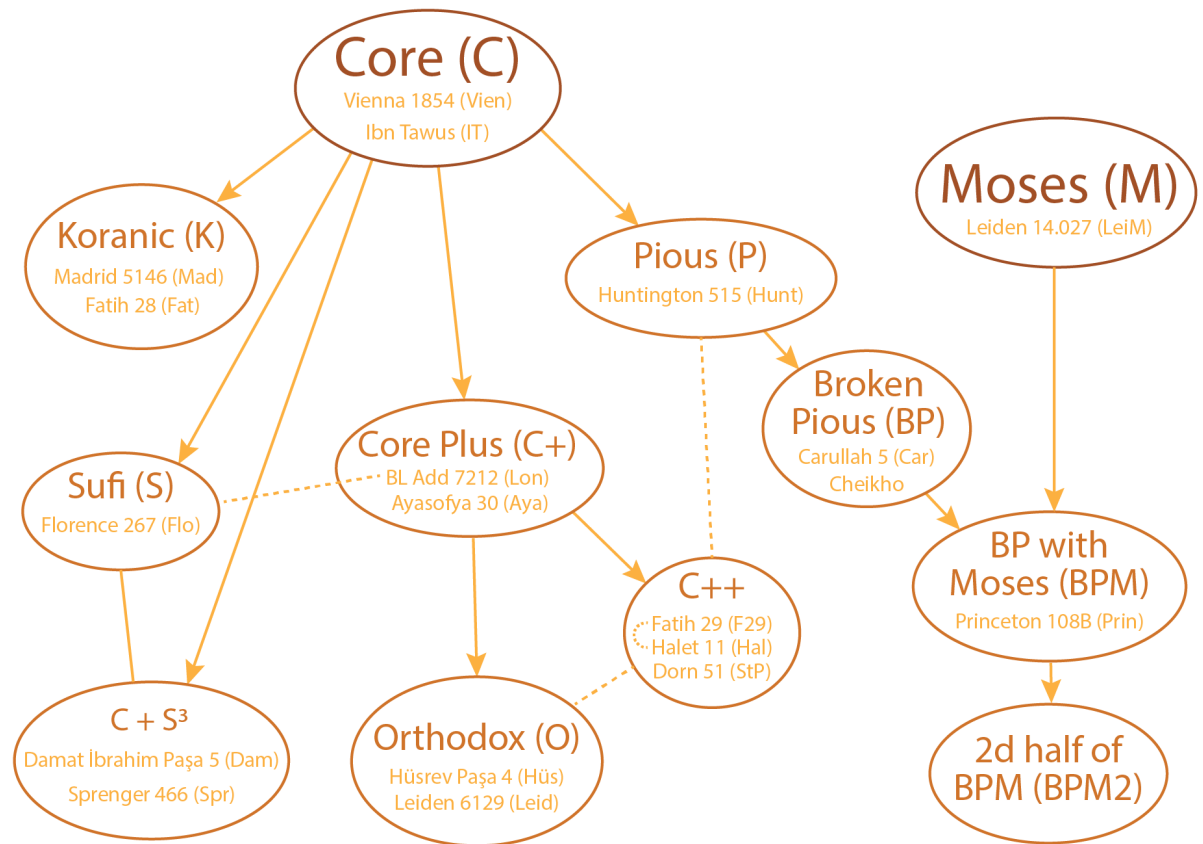 Core (C)
Vienna 1854 (Vien)
Ibn Tawus (IT)
Moses (M)
Leiden 14.027 (LeiM)
Koranic (K)
Madrid 5146 (Mad)
Fatih 28 (Fat)
Pious (P)
Huntington 515 (Hunt)
Broken
Pious (BP)
Carullah 5 (Car)
Cheikho
Core Plus (C+)
BL Add 7212 (Lon)
Ayasofya 30 (Aya)
Sufi (S)
Florence 267 (Flo)
C++
Fatih 29 (F29)
Halet 11 (Hal)
Dorn 51 (StP)
BP with
Moses (BPM)
Princeton 108B (Prin)
C + S³
Damat İbrahim Paşa 5 (Dam)
Sprenger 466 (Spr)
Orthodox (O)
Hüsrev Paşa 4 (Hüs)
Leiden 6129 (Leid)
2d half of
BPM (BPM2)